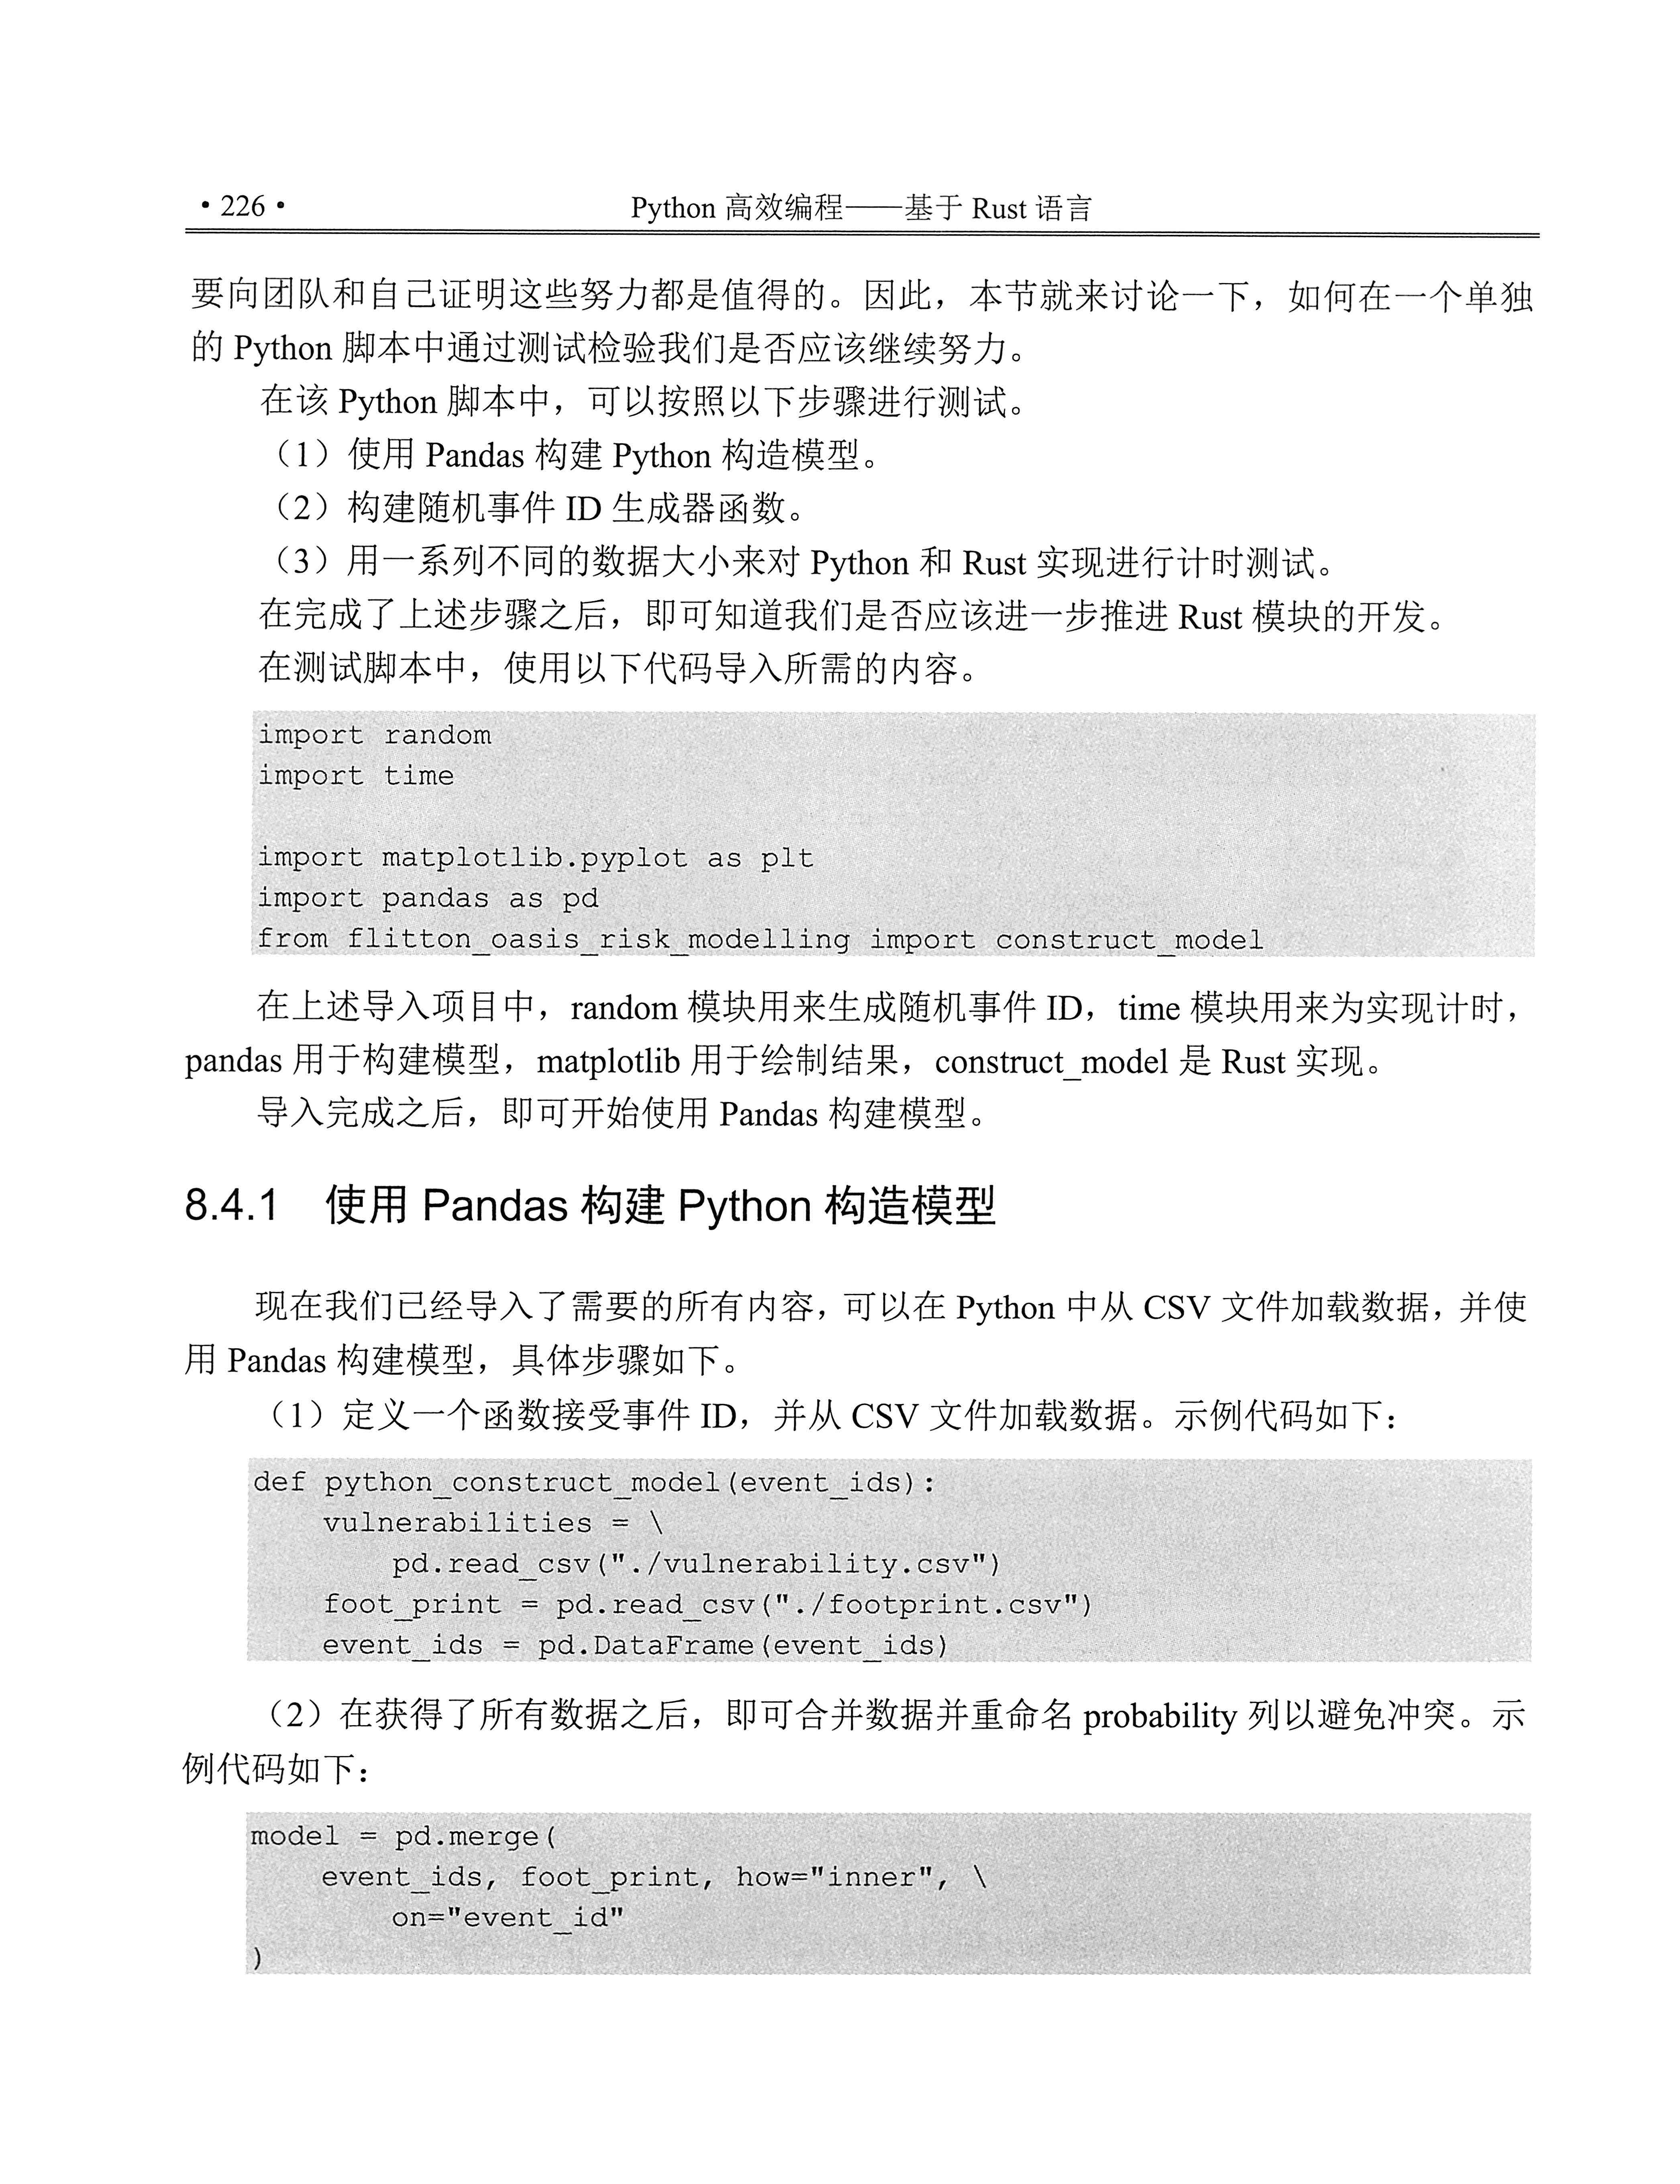 • 226 •
Python 高效编程——基于 Rust 语言
要向团队和自己证明这些努力都是值得的。因此，本节就来讨论一下，如何在一个单独
的 Python 脚本中通过测试检验我们是否应该继续努力。
在该 Python 脚本中，可以按照以下步骤进行测试。
（1）使用 Pandas 构建 Python 构造模型。
（2）构建随机事件 ID 生成器函数。
（3）用一系列不同的数据大小来对 Python 和 Rust 实现进行计时测试。
在完成了上述步骤之后，即可知道我们是否应该进一步推进 Rust 模块的开发。
在测试脚本中，使用以下代码导入所需的内容。
import random
import time
import matplotlib.pyplot as plt
import pandas as pd
from flitton_oasis_risk_modelling import construct_model
在上述导入项目中，random 模块用来生成随机事件 ID，time 模块用来为实现计时，
pandas 用于构建模型，matplotlib 用于绘制结果，construct_model 是 Rust 实现。
导入完成之后，即可开始使用 Pandas 构建模型。
8.4.1 使用 Pandas 构建 Python 构造模型
现在我们已经导入了需要的所有内容，可以在 Python 中从 CSV 文件加载数据，并使
用 Pandas 构建模型，具体步骤如下。
（1）定义一个函数接受事件 ID，并从 CSV 文件加载数据。示例代码如下：
def python_construct_model(event_ids):
    vulnerabilities = \
        pd.read_csv("./vulnerability.csv")
    foot_print = pd.read_csv("./footprint.csv")
    event_ids = pd.DataFrame(event_ids)
（2）在获得了所有数据之后，即可合并数据并重命名 probability 列以避免冲突。示
例代码如下：
model = pd.merge(
    event_ids, foot_print, how="inner", \
        on="event_id"
)